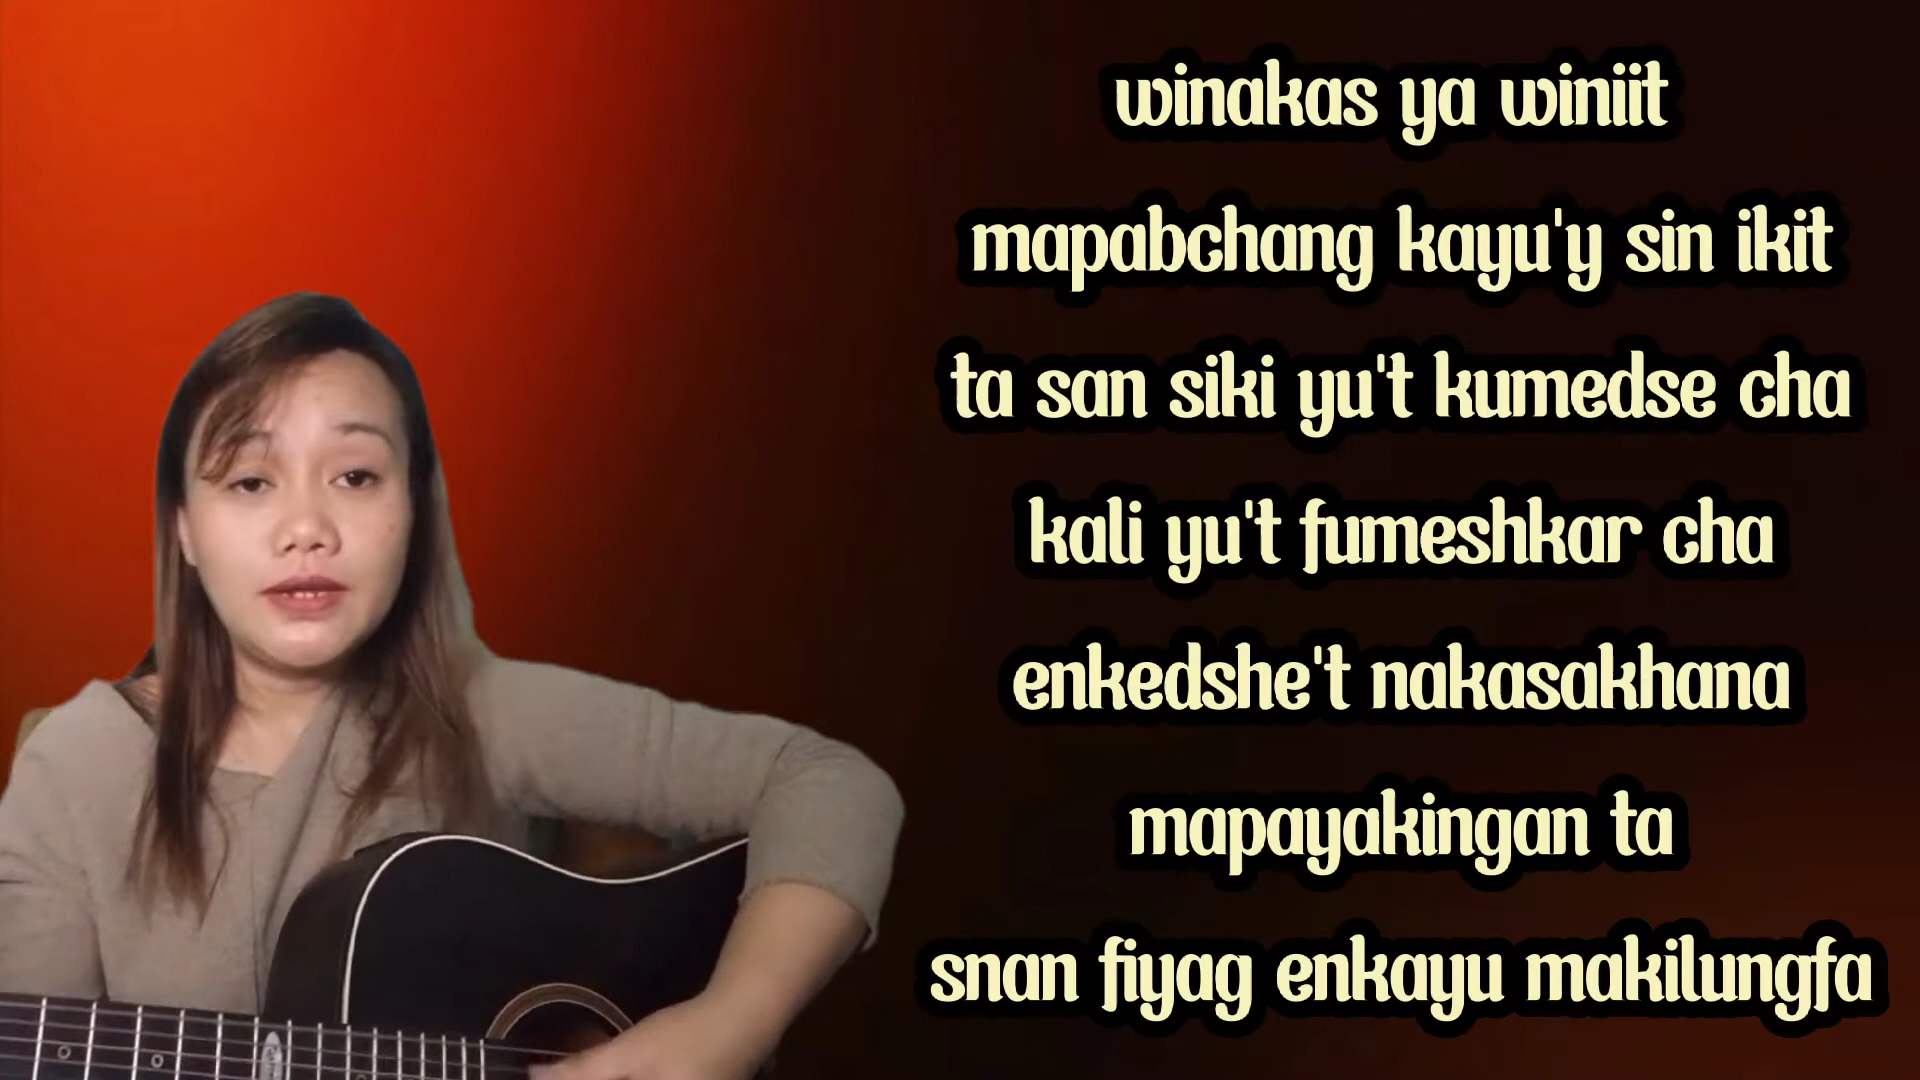 winakas ya winiit
mapabchang kayu'y sin ikit
ta san siki yu't kumedse cha
kali yu't fumeshkar cha
enkedshe't nakasakhana
mapayakingan ta
snan fiyag enkayu makilungfa